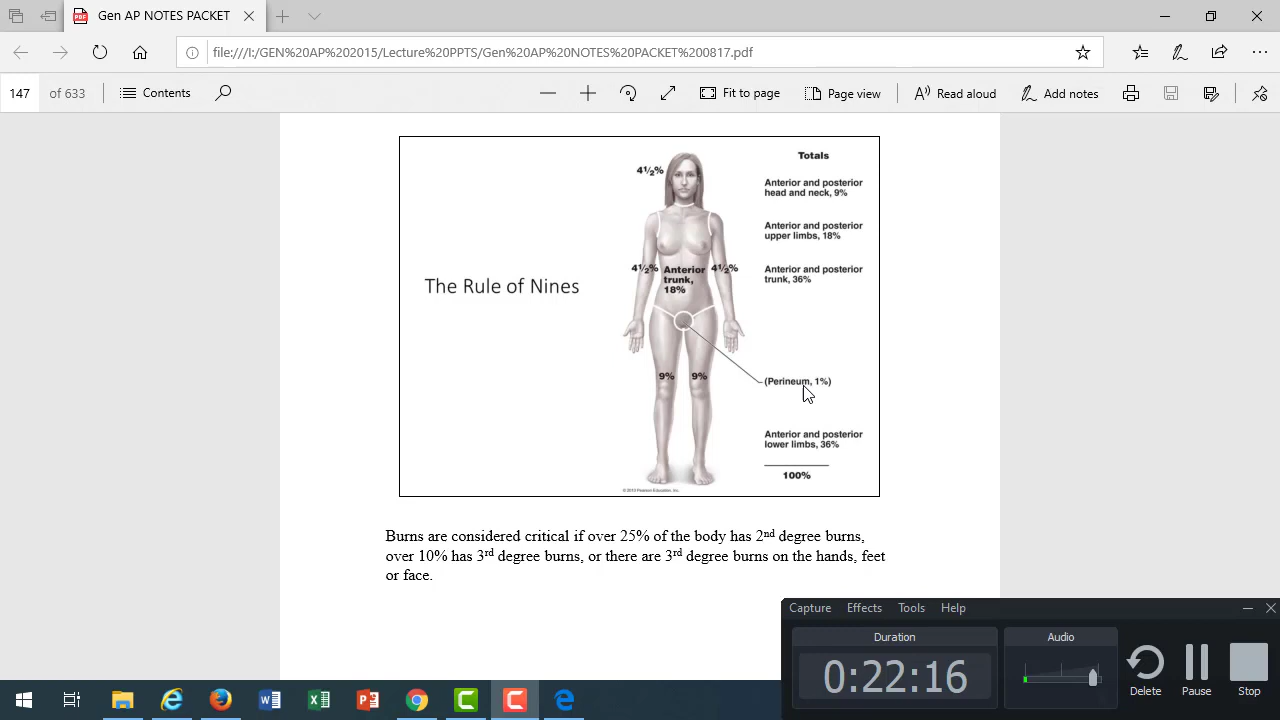 Gen AP NOTES PACKET
file:///I:/GEN%20AP%202015/Lecture%20PPTS/Gen%20AP%20NOTES%20PACKET%200817.pdf
147 of 633 Contents Fit to page Page view Read aloud Add notes
Totals
4½%
Anterior and posterior
head and neck, 9%
Anterior and posterior
upper limbs, 18%
4½% Anterior 4½%
trunk,
18%
Anterior and posterior
trunk, 36%
The Rule of Nines
9% 9%
(Perineum, 1%)
Anterior and posterior
lower limbs, 36%
100%
© 2013 Pearson Education, Inc.
Burns are considered critical if over 25% of the body has 2nd degree burns,
over 10% has 3rd degree burns, or there are 3rd degree burns on the hands, feet
or face.
Capture Effects Tools Help
Duration Audio
0:22:16
Delete Pause Stop